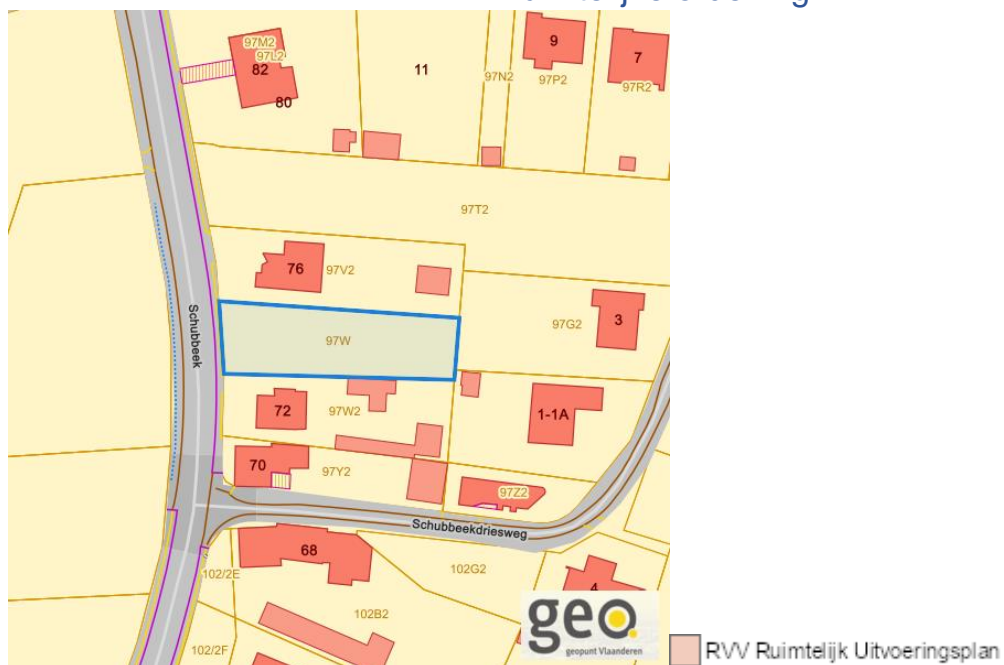 97M2
97L2
82
80
11
97N2
9
97P2
7
97R2
97T2
76
97V2
97W
97G2
3
Schubbeek
72
97W2
1-1A
70
97Y2
97Z2
Schubbeekdriesweg
68
102/2E
102G2
4
102B2
102/2F
geo
geopunt Vlaanderen
RVV Ruimtelijk Uitvoeringsplan